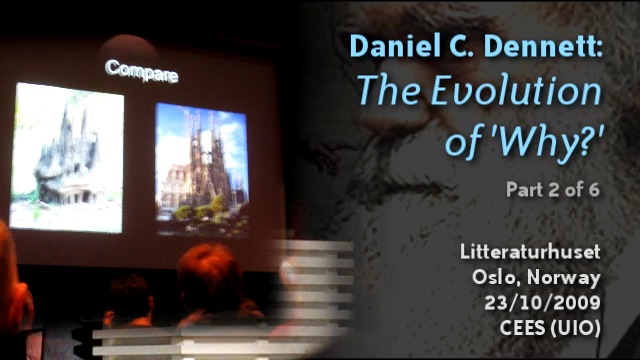 Compare
Daniel C. Dennett:
The Evolution
of 'Why?'
Part 2 of 6
Litteraturhuset
Oslo, Norway
23/10/2009
CEES (UIO)